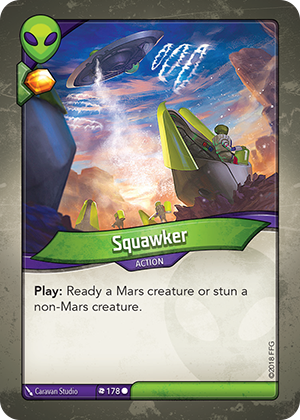 Squawker
ACTION
Play: Ready a Mars creature or stun a
non-Mars creature.
©2018 FFG
Caravan Studio
178